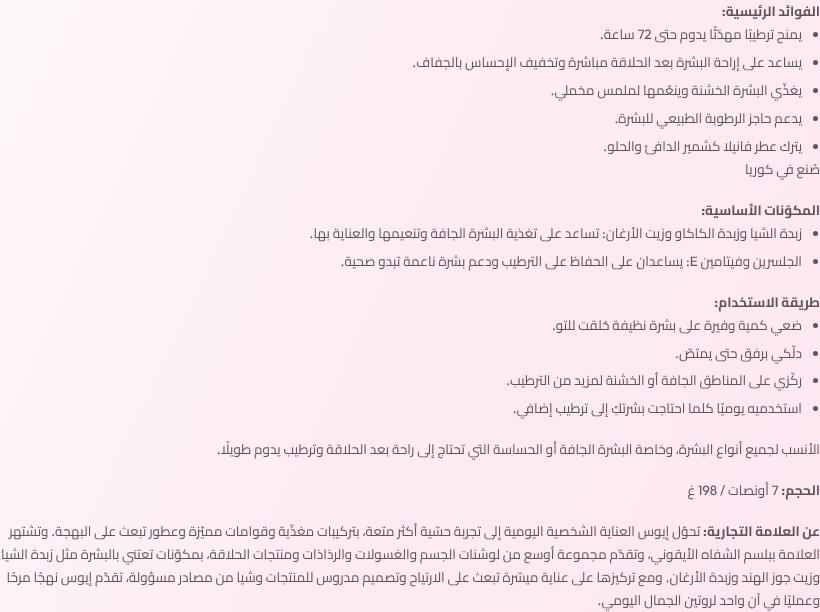 الفوائد الرئيسية:
• يمنح ترطيبًا مهدّئًا يدوم حتى 72 ساعة.
• يساعد على إراحة البشرة بعد الحلاقة مباشرة وتخفيف الإحساس بالجفاف.
• يغذّي البشرة الخشنة وينعّمها لملمس مخملي.
• يدعم حاجز الرطوبة الطبيعي للبشرة.
• يترك عطر فانيلا كشمير الدافئ والحلو.
صُنع في كوريا
المكوّنات الأساسية:
• زبدة الشيا وزبدة الكاكاو وزيت الأرغان: تساعد على تغذية البشرة الجافة وتنعيمها والعناية بها.
• الجلسرين وفيتامين E: يساعدان على الحفاظ على الترطيب ودعم بشرة ناعمة تبدو صحية.
طريقة الاستخدام:
• ضعي كمية وفيرة على بشرة نظيفة حُلقت للتو.
• دلّكي برفق حتى يمتصّ.
• ركّزي على المناطق الجافة أو الخشنة لمزيد من الترطيب.
• استخدميه يوميًا كلما احتاجت بشرتكِ إلى ترطيب إضافي.
الأنسب لجميع أنواع البشرة، وخاصة البشرة الجافة أو الحساسة التي تحتاج إلى راحة بعد الحلاقة وترطيب يدوم طويلًا.
الحجم: 7 أونصات / 198 غ
عن العلامة التجارية: تحوّل إيوس العناية الشخصية اليومية إلى تجربة حسّية أكثر متعة، بتركيبات مغذّية وقوامات مميّزة وعطور تبعث على البهجة. وتشتهر
العلامة ببلسم الشفاه الأيقوني، وتقدّم مجموعة أوسع من لوشنات الجسم والغسولات والرذاذات ومنتجات الحلاقة، بمكوّنات تعتني بالبشرة مثل زبدة الشيا
وزيت جوز الهند وزبدة الأرغان. ومع تركيزها على عناية ميسّرة تبعث على الارتياح وتصميم مدروس للمنتجات وشيا من مصادر مسؤولة، تقدّم إيوس نهجًا مرحًا
وعمليًا في آن واحد لروتين الجمال اليومي.